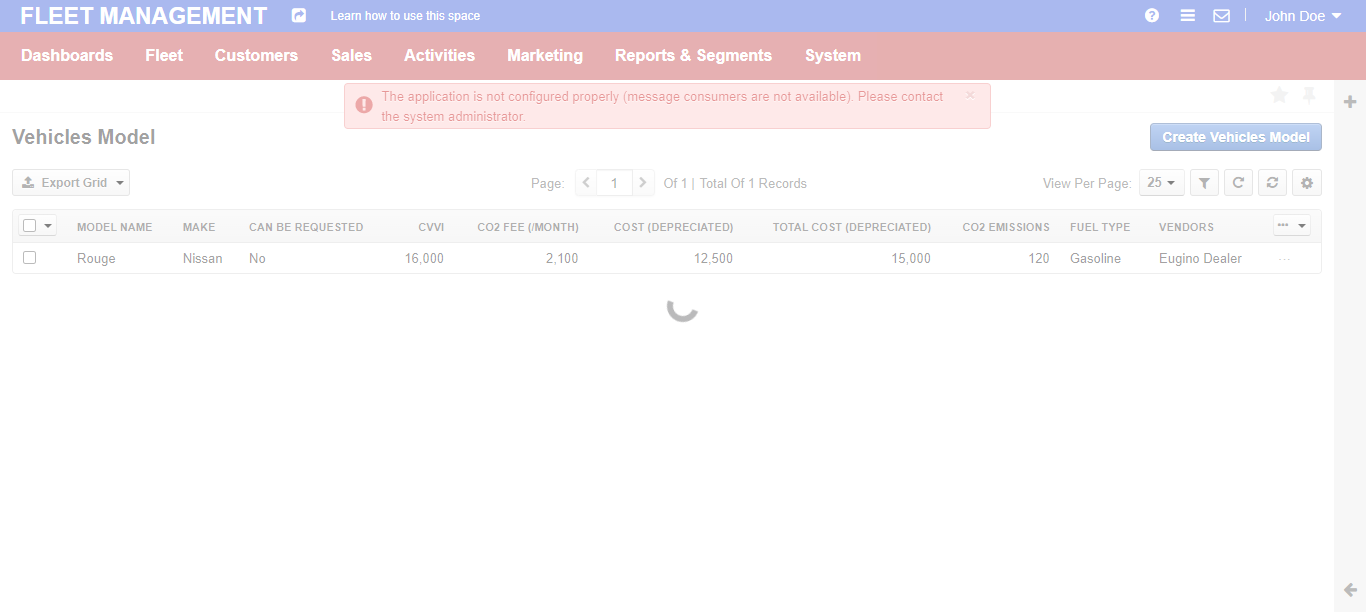 FLEET MANAGEMENT Learn how to use this space John Doe
Dashboards Fleet Customers Sales Activities Marketing Reports & Segments System
The application is not configured properly (message consumers are not available). Please contact
the system administrator.
×
Vehicles Model
Create Vehicles Model
Export Grid Page: 1 Of 1 | Total Of 1 Records View Per Page: 25
MODEL NAME MAKE CAN BE REQUESTED CVVI CO2 FEE (/MONTH) COST (DEPRECIATED) TOTAL COST (DEPRECIATED) CO2 EMISSIONS FUEL TYPE VENDORS
Rouge Nissan No 16,000 2,100 12,500 15,000 120 Gasoline Eugino Dealer ...